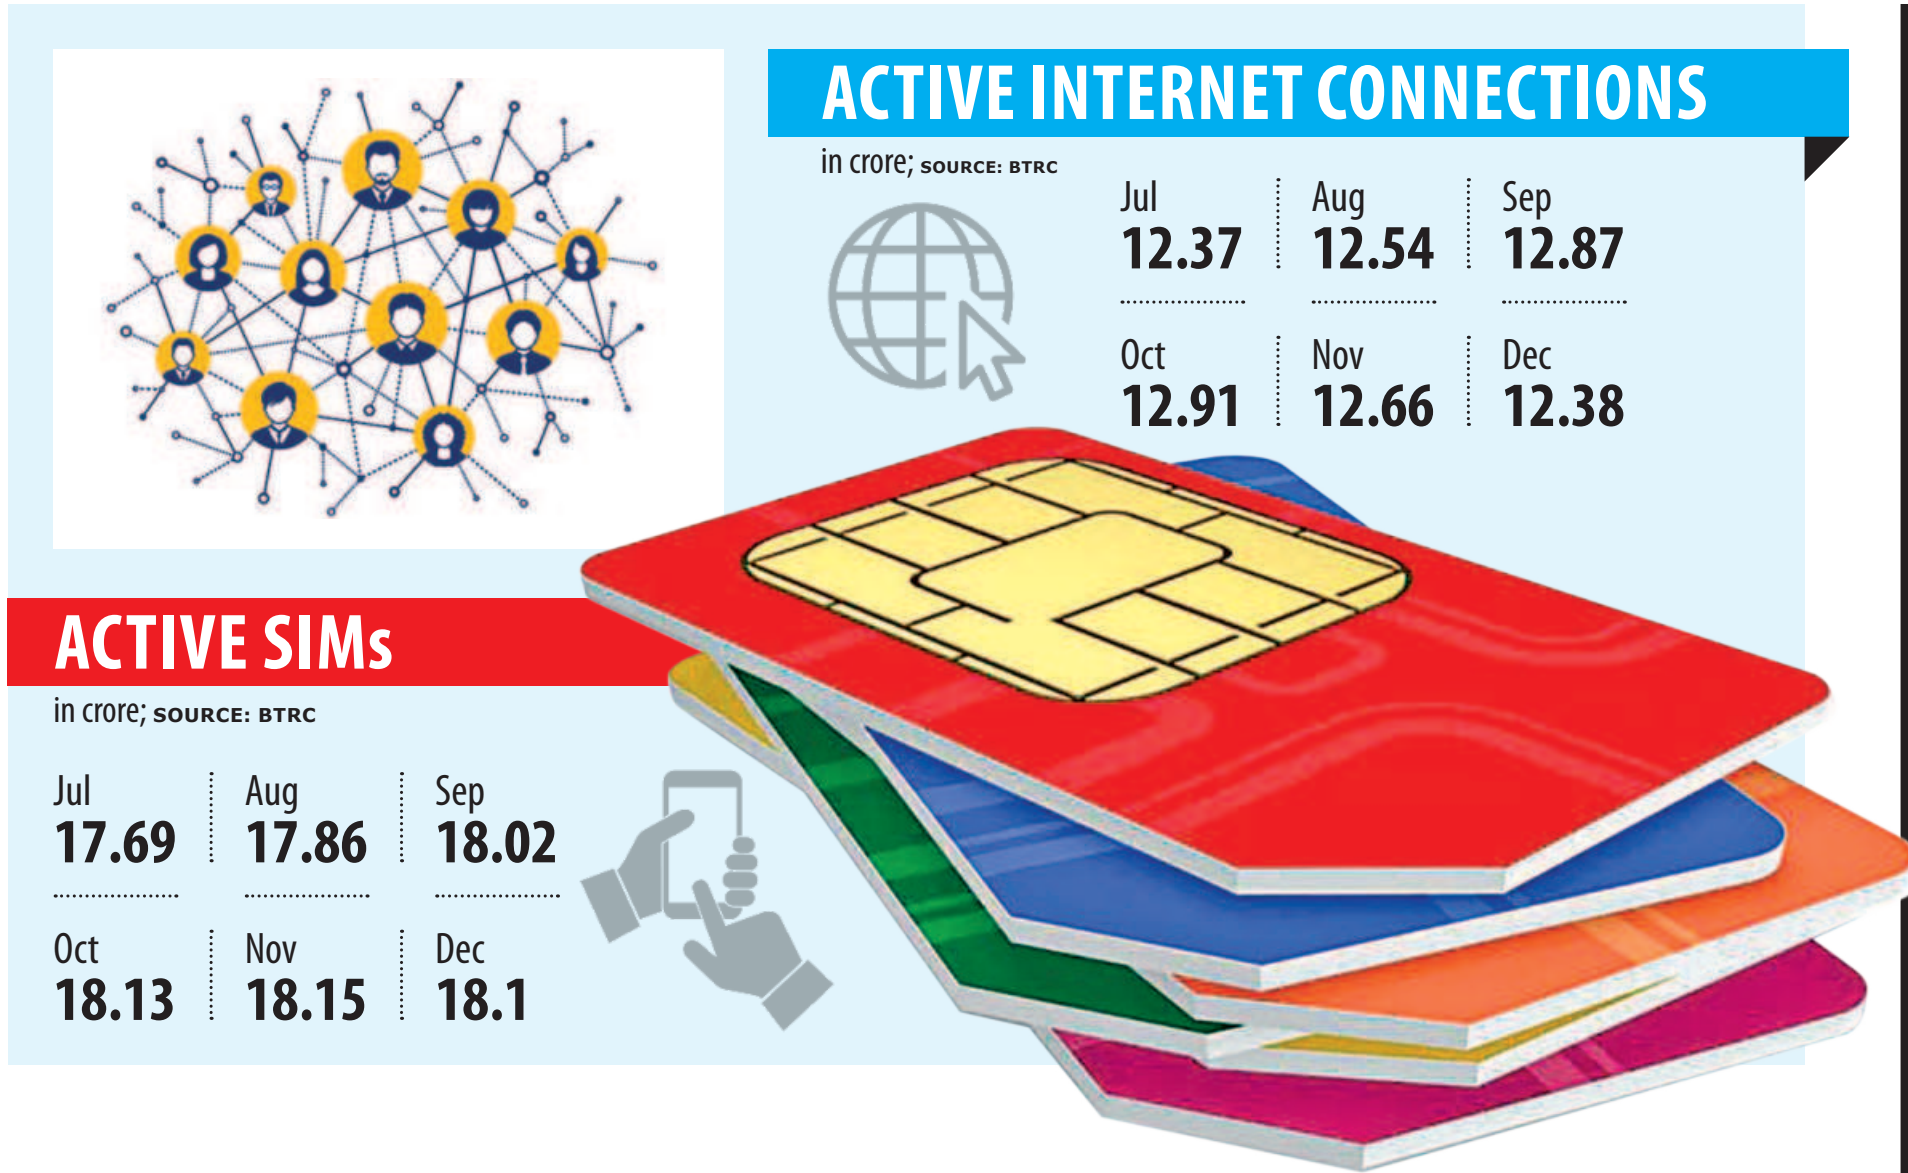 ACTIVE INTERNET CONNECTIONS
in crore; SOURCE: BTRC
Jul Aug Sep
12.37 12.54 12.87
Oct Nov Dec
12.91 12.66 12.38
ACTIVE SIMs
in crore; SOURCE: BTRC
Jul Aug Sep
17.69 17.86 18.02
Oct Nov Dec
18.13 18.15 18.1